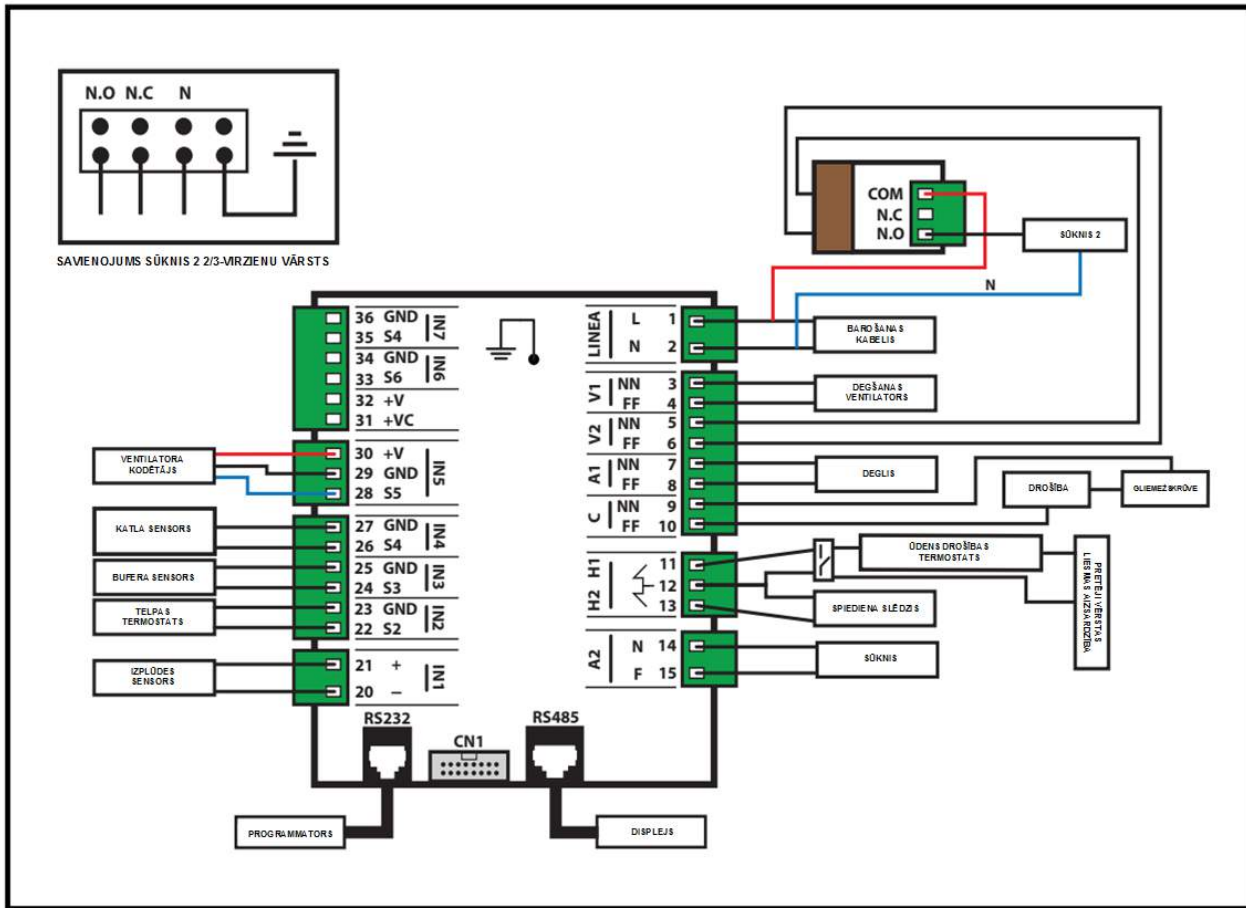 N.O N.C N
SAVIENOJUMS SŪKNIS 2 2/3-VIRZIENU VĀRSTS
COM
N.C
N.O
SŪKNIS 2
N
36 GND
35 S4
IN7
34 GND
33 S6
IN6
32 +V
31 +VC
30 +V
29 GND
28 S5
IN5
27 GND
26 S4
IN4
25 GND
24 S3
IN3
23 GND
22 S2
IN2
21 +
20 –
IN1
VENTILATORA
KODĒTĀJS
KATLA SENSORS
BUFERA SENSORS
TELPAS
TERMOSTATS
IZPLŪDES
SENSORS
LINEA
L 1
N 2
V1
NN 3
FF 4
V2
NN 5
FF 6
A1
NN 7
FF 8
C
NN 9
FF 10
H2 H1
11
12
13
A2
N 14
F 15
BAROŠANAS
KABELIS
DEGŠANAS
VENTILATORS
DEGLIS
DROŠĪBA
GLIEMEŽSKRŪVE
ŪDENS DROŠĪBAS
TERMOSTATS
SPIEDIENA SLĒDZIS
PRETĒJI VĒRSTAS
LIESMAS AIZSARDZĪBA
SŪKNIS
RS232
CN1
RS485
PROGRAMMATORS
DISPLEJS